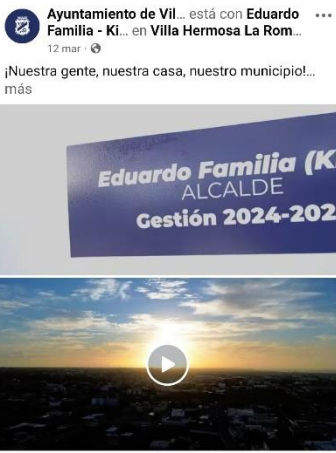 Ayuntamiento de Vil... está con Eduardo
Familia - Ki... en Villa Hermosa La Rom...
12 mar ·
¡Nuestra gente, nuestra casa, nuestro municipio!...
más
Eduardo Familia (K
ALCALDE
Gestión 2024-202